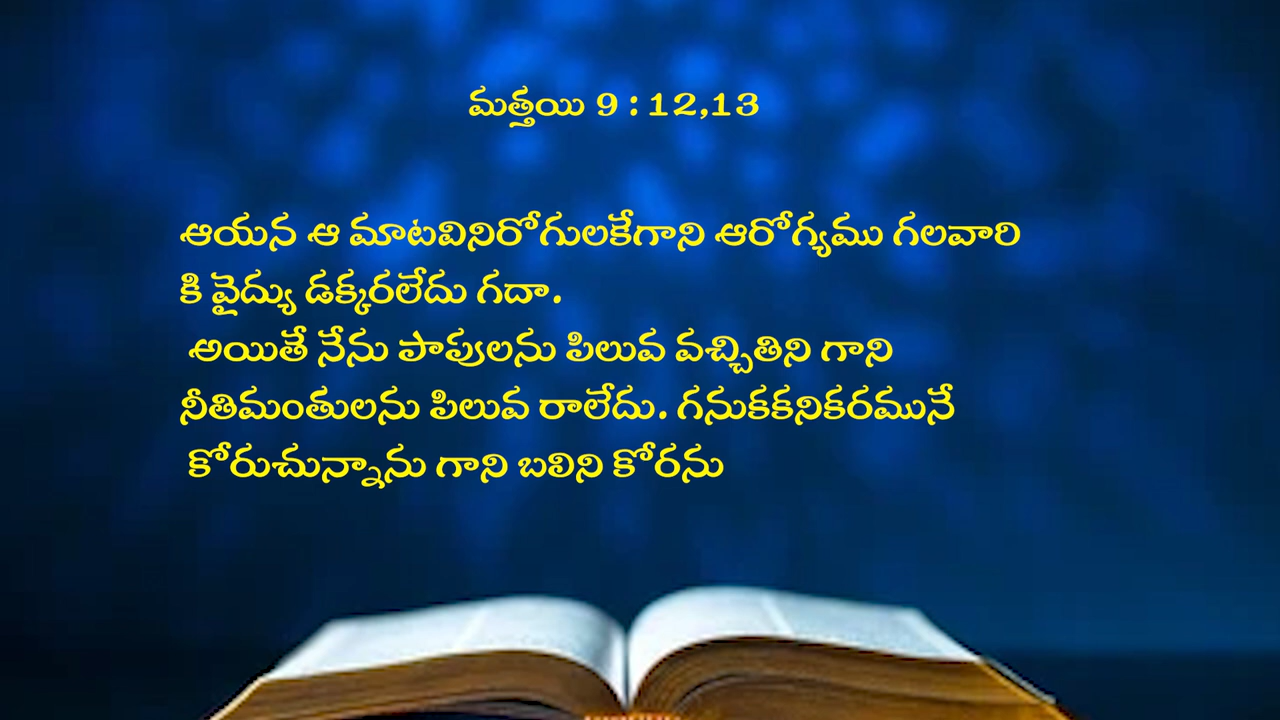 మత్తయి 9 : 12,13
ఆయన ఆ మాటవినిరోగులకేగాని ఆరోగ్యము గలవారి
కి వైద్యు డక్కరలేదు గదా.
అయితే నేను పాపులను పిలువ వచ్చితిని గాని
నీతిమంతులను పిలువ రాలేదు. గనుకకనికరమునే
కోరుచున్నాను గాని బలిని కోరను